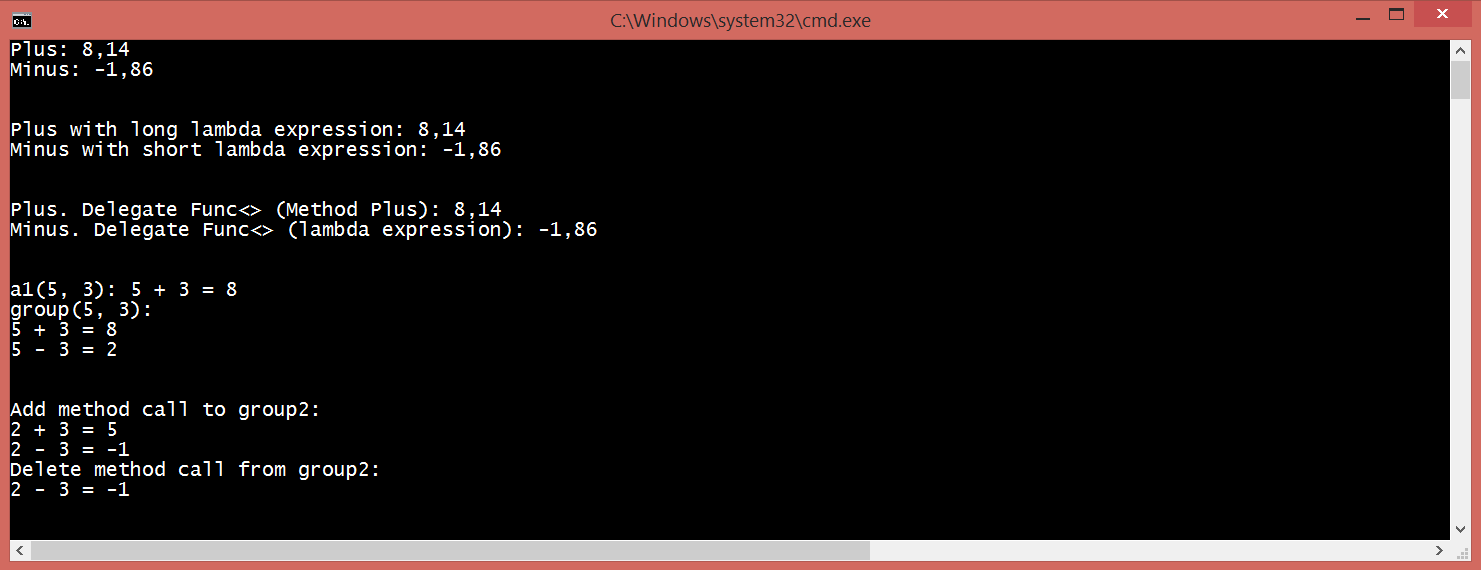 C:\Windows\system32\cmd.exe
Plus: 8,14
Minus: -1,86
Plus with long lambda expression: 8,14
Minus with short lambda expression: -1,86
Plus. Delegate Func<> (Method Plus): 8,14
Minus. Delegate Func<> (lambda expression): -1,86
a1(5, 3): 5 + 3 = 8
group(5, 3):
5 + 3 = 8
5 - 3 = 2
Add method call to group2:
2 + 3 = 5
2 - 3 = -1
Delete method call from group2:
2 - 3 = -1